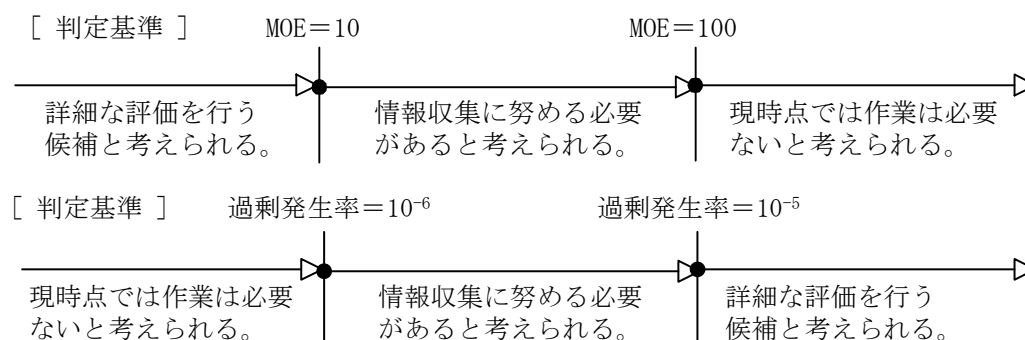 [ 判定基準 ] MOE＝10 MOE＝100
詳細な評価を行う 情報収集に努める必要 現時点では作業は必要
候補と考えられる。 があると考えられる。 ないと考えられる。
[ 判定基準 ] 過剰発生率＝10⁻⁶ 過剰発生率＝10⁻⁵
現時点では作業は必要 情報収集に努める必要 詳細な評価を行う
ないと考えられる。 があると考えられる。 候補と考えられる。